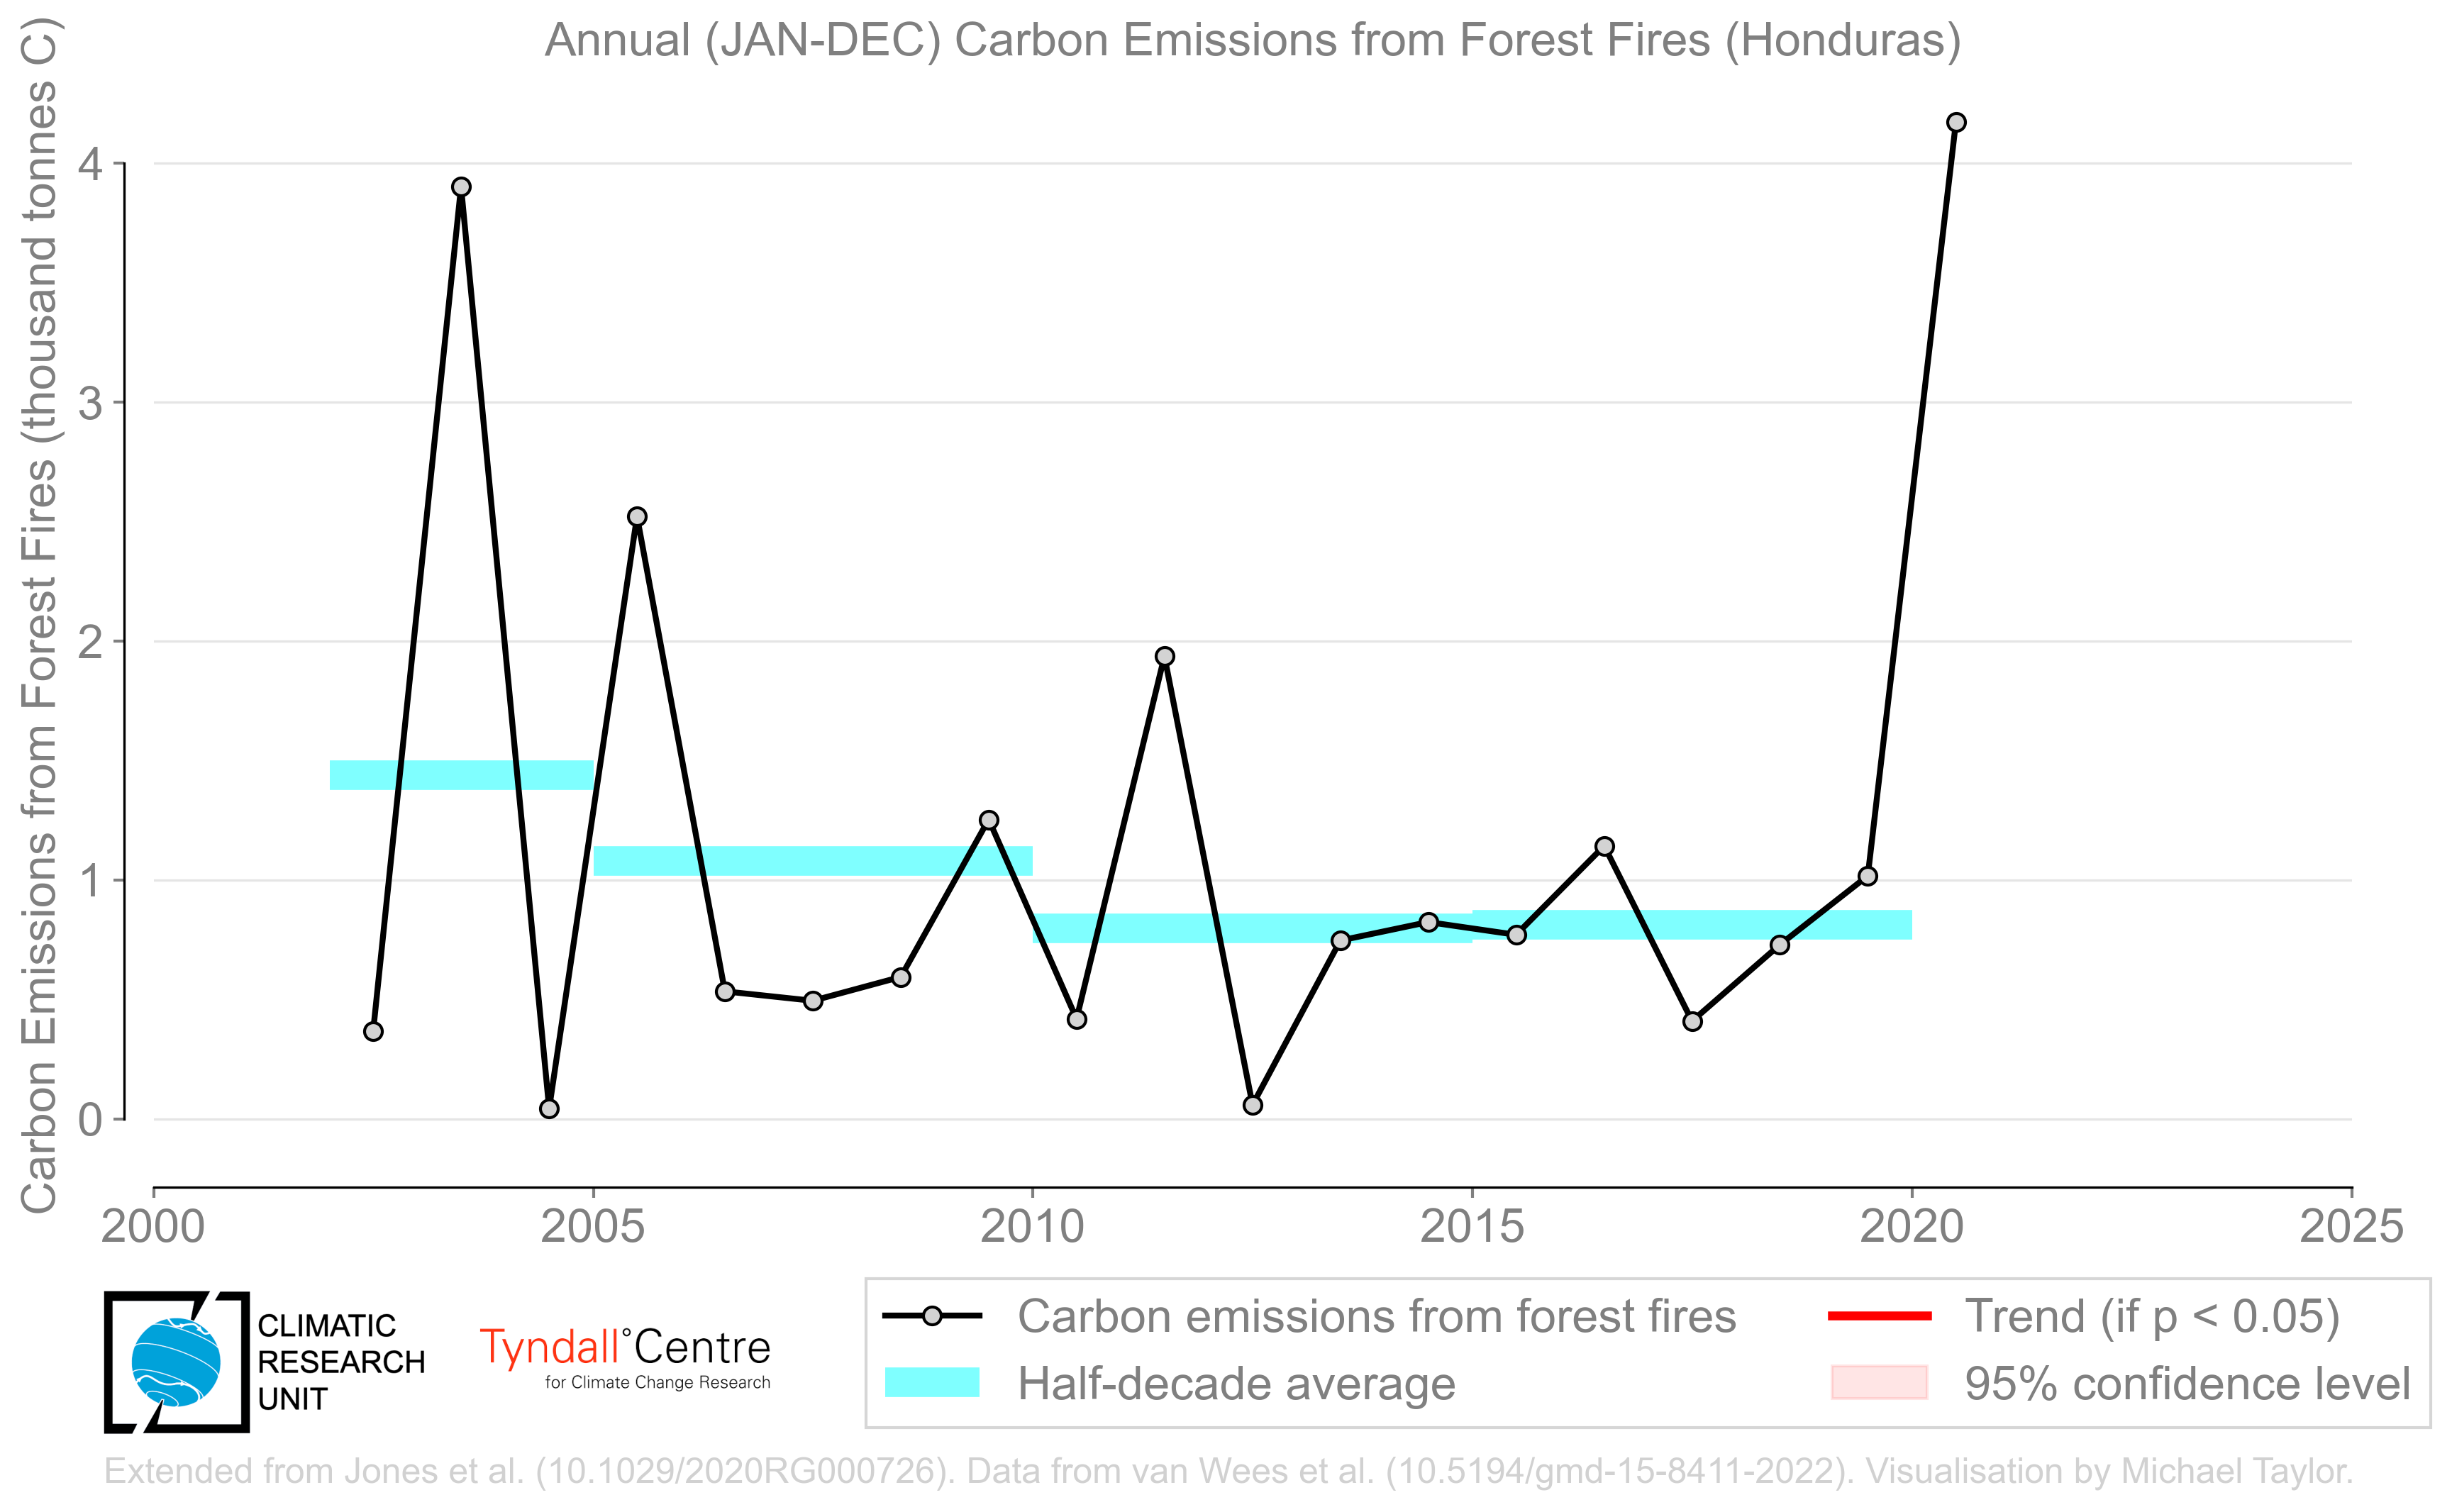 Annual (JAN-DEC) Carbon Emissions from Forest Fires (Honduras)
Carbon Emissions from Forest Fires (thousand tonnes C)
4
3
2
1
0
2000 2005 2010 2015 2020 2025
CLIMATIC
RESEARCH
UNIT
Tyndall°Centre
for Climate Change Research
Carbon emissions from forest fires
Half-decade average
Trend (if p < 0.05)
95% confidence level
Extended from Jones et al. (10.1029/2020RG000726). Data from van Wees et al. (10.5194/gmd-15-8411-2022). Visualisation by Michael Taylor.